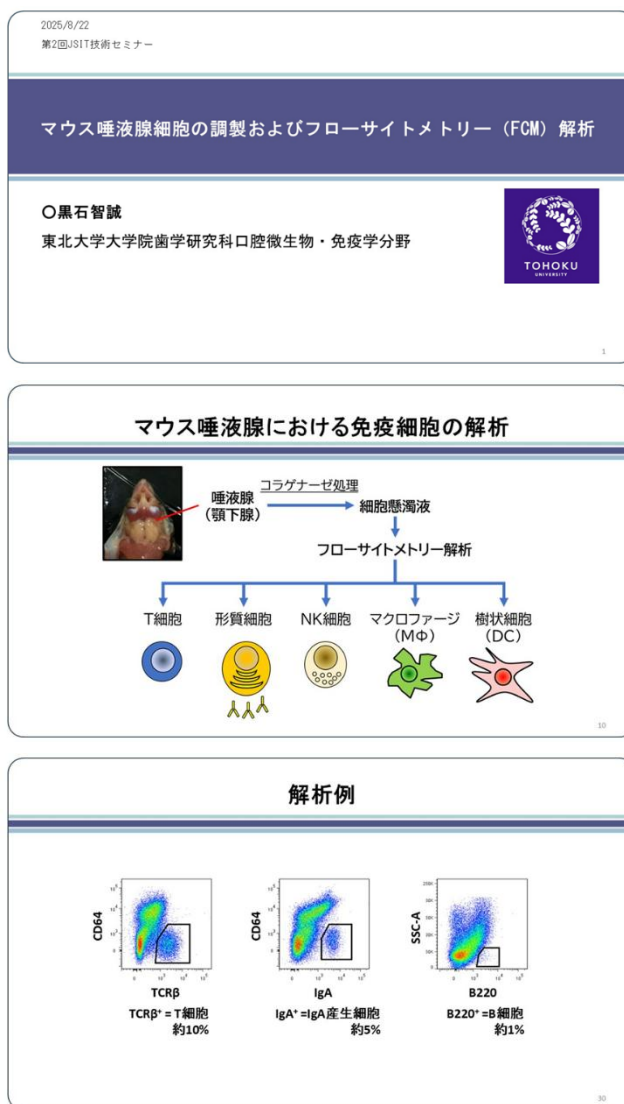 2025/8/22
第2回JSIT技術セミナー
マウス唾液腺細胞の調製およびフローサイトメトリー（FCM）解析
〇黒石智誠
東北大学大学院歯学研究科口腔微生物・免疫学分野
TOHOKU
UNIVERSITY
1
マウス唾液腺における免疫細胞の解析
唾液腺
（顎下腺）
コラゲナーゼ処理
細胞懸濁液
フローサイトメトリー解析
T細胞
形質細胞
NK細胞
マクロファージ
（MΦ）
樹状細胞
（DC）
10
解析例
CD64
TCRβ
TCRβ⁺ = T細胞
約10%
CD64
IgA
IgA⁺ =IgA産生細胞
約5%
SSC-A
B220
B220⁺ =B細胞
約1%
30